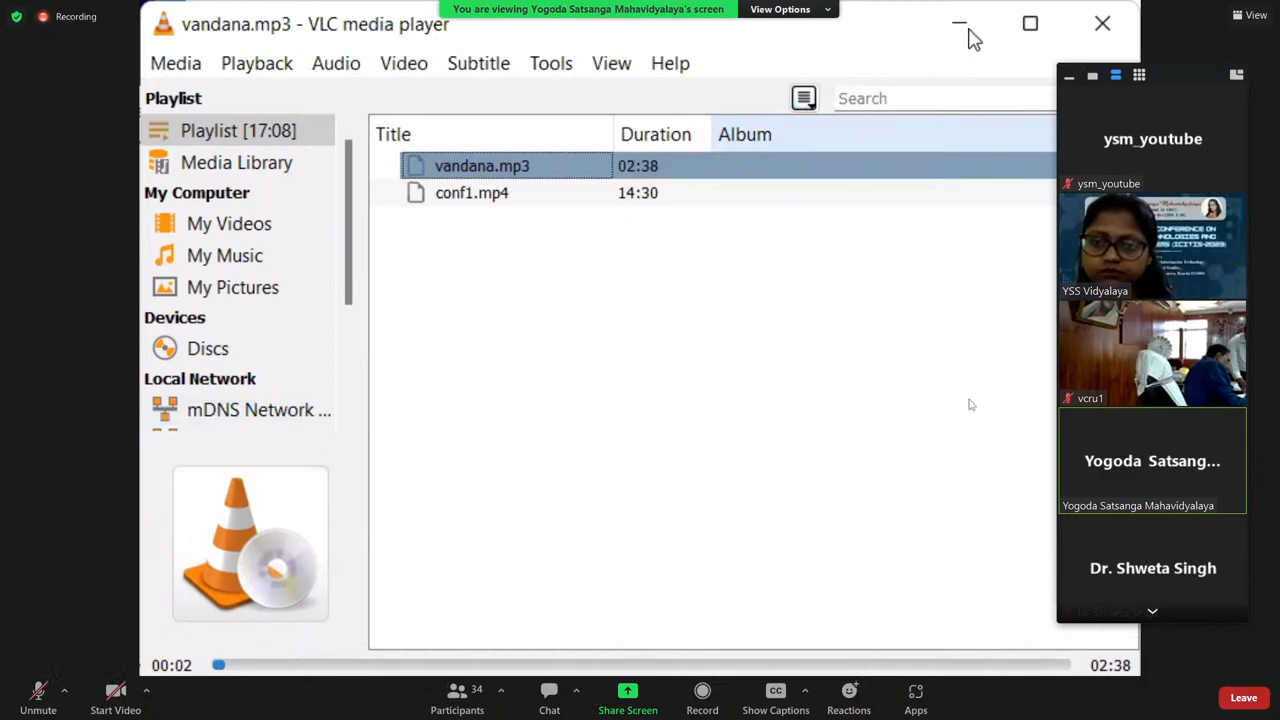 Recording
You are viewing Yogoda Satsanga Mahavidyalaya's screen
View Options
View
vandana.mp3 - VLC media player
Media Playback Audio Video Subtitle Tools View Help
Playlist
Search
Playlist [17:08]
Media Library
My Computer
My Videos
My Music
My Pictures
Devices
Discs
Local Network
mDNS Network ...
Title Duration Album
vandana.mp3 02:38
conf1.mp4 14:30
00:02
02:38
ysm_youtube
ysm_youtube
CONFERENCE ON
YSS Vidyalaya
vcru1
Yogoda Satsang...
Yogoda Satsanga Mahavidyalaya
Dr. Shweta Singh
Unmute
Start Video
34
Participants
Chat
Share Screen
Record
CC
Show Captions
Reactions
Apps
Leave